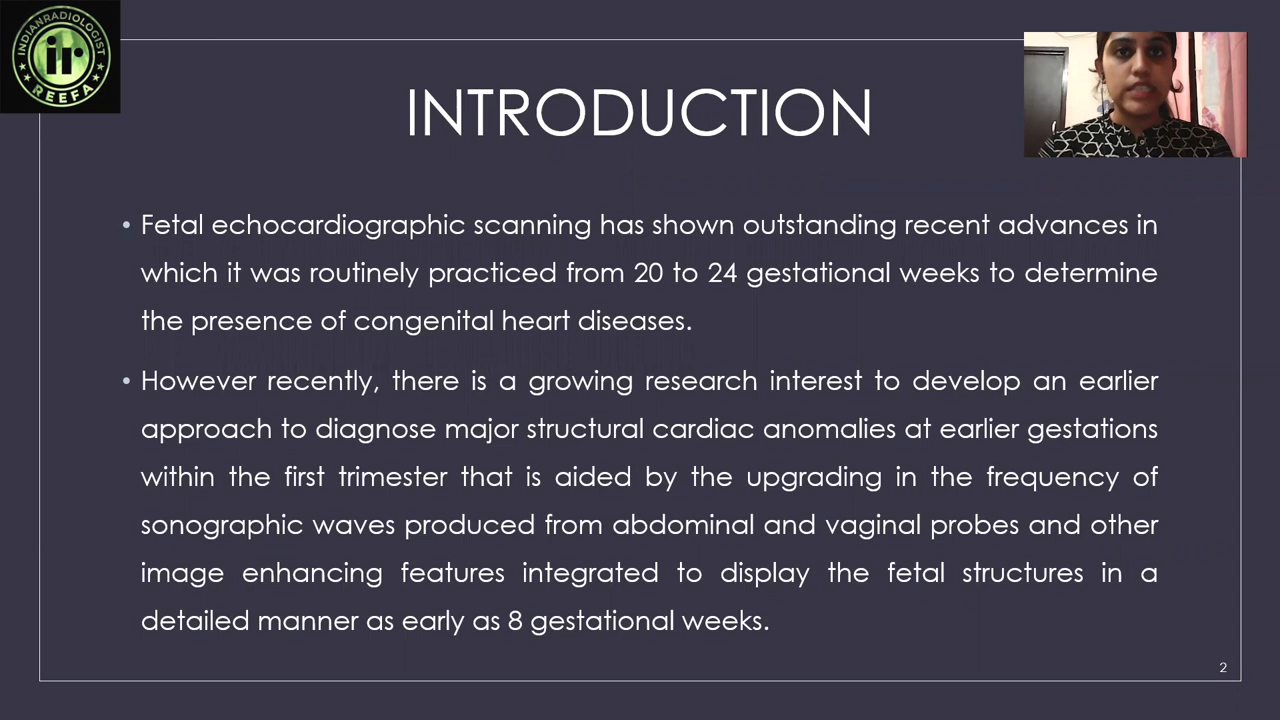 INDIANRADIOLOGIST
ir
REEFA
INTRODUCTION
• Fetal echocardiographic scanning has shown outstanding recent advances in
which it was routinely practiced from 20 to 24 gestational weeks to determine
the presence of congenital heart diseases.
• However recently, there is a growing research interest to develop an earlier
approach to diagnose major structural cardiac anomalies at earlier gestations
within the first trimester that is aided by the upgrading in the frequency of
sonographic waves produced from abdominal and vaginal probes and other
image enhancing features integrated to display the fetal structures in a
detailed manner as early as 8 gestational weeks.
2